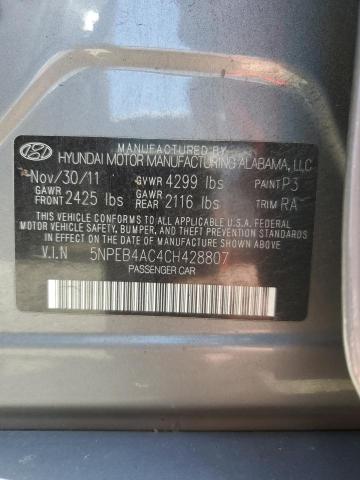 MANUFACTURED BY
HYUNDAI MOTOR MANUFACTURING ALABAMA, LLC
Nov/30/11 GVWR 4299 lbs PAINT P3
GAWR FRONT 2425 lbs GAWR REAR 2116 lbs TRIM RA
THIS VEHICLE CONFORMS TO ALL APPLICABLE U.S.A FEDERAL
MOTOR VEHICLE SAFETY, BUMPER, AND THEFT PREVENTION
STANDARDS IN EFFECT ON THE DATE OF MANUFACTURE SHOWN ABOVE.
V.I.N 5NPEB4AC4CH428807
PASSENGER CAR